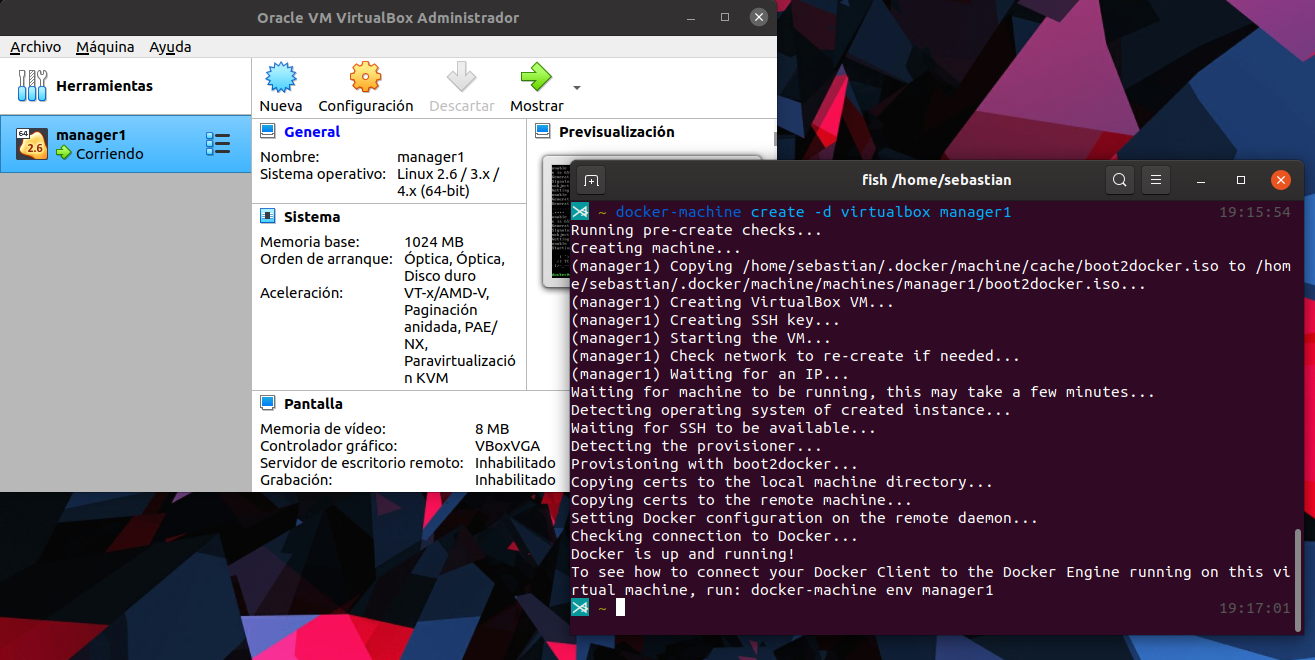 Oracle VM VirtualBox Administrador
Archivo Máquina Ayuda
Herramientas
Nueva Configuración Descartar Mostrar
64
2.6
manager1
Corriendo
General
Nombre: manager1
Sistema operativo: Linux 2.6 / 3.x /
4.x (64-bit)
Sistema
Memoria base: 1024 MB
Orden de arranque: Óptica, Óptica,
Disco duro
Aceleración: VT-x/AMD-V,
Paginación
anidada, PAE/
NX,
Paravirtualizació
n KVM
Pantalla
Memoria de vídeo: 8 MB
Controlador gráfico: VBoxVGA
Servidor de escritorio remoto: Inhabilitado
Grabación: Inhabilitado
Previsualización
fish /home/sebastian
~ docker-machine create -d virtualbox manager1 19:15:54
Running pre-create checks...
Creating machine...
(manager1) Copying /home/sebastian/.docker/machine/cache/boot2docker.iso to /hom
e/sebastian/.docker/machine/machines/manager1/boot2docker.iso...
(manager1) Creating VirtualBox VM...
(manager1) Creating SSH key...
(manager1) Starting the VM...
(manager1) Check network to re-create if needed...
(manager1) Waiting for an IP...
Waiting for machine to be running, this may take a few minutes...
Detecting operating system of created instance...
Waiting for SSH to be available...
Detecting the provisioner...
Provisioning with boot2docker...
Copying certs to the local machine directory...
Copying certs to the remote machine...
Setting Docker configuration on the remote daemon...
Checking connection to Docker...
Docker is up and running!
To see how to connect your Docker Client to the Docker Engine running on this vi
rtual machine, run: docker-machine env manager1
~ 19:17:01